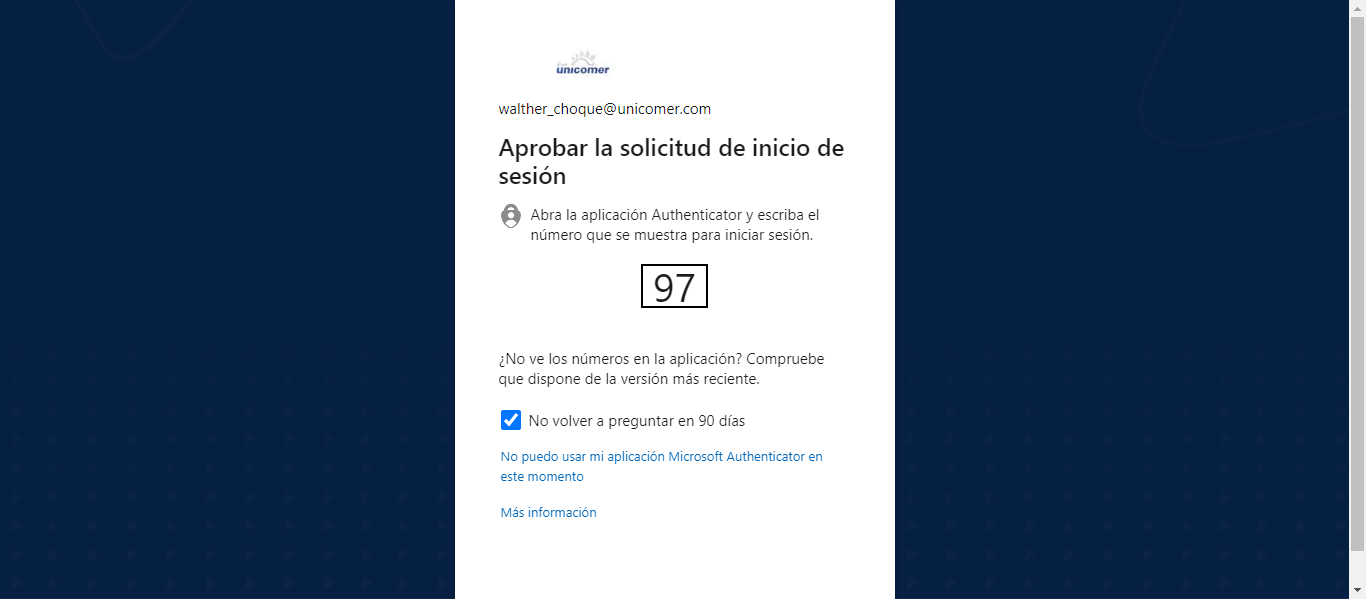 unicomer
walther_choque@unicomer.com
Aprobar la solicitud de inicio de
sesión
Abra la aplicación Authenticator y escriba el
número que se muestra para iniciar sesión.
97
¿No ve los números en la aplicación? Compruebe
que dispone de la versión más reciente.
No volver a preguntar en 90 días
No puedo usar mi aplicación Microsoft Authenticator en
este momento
Más información